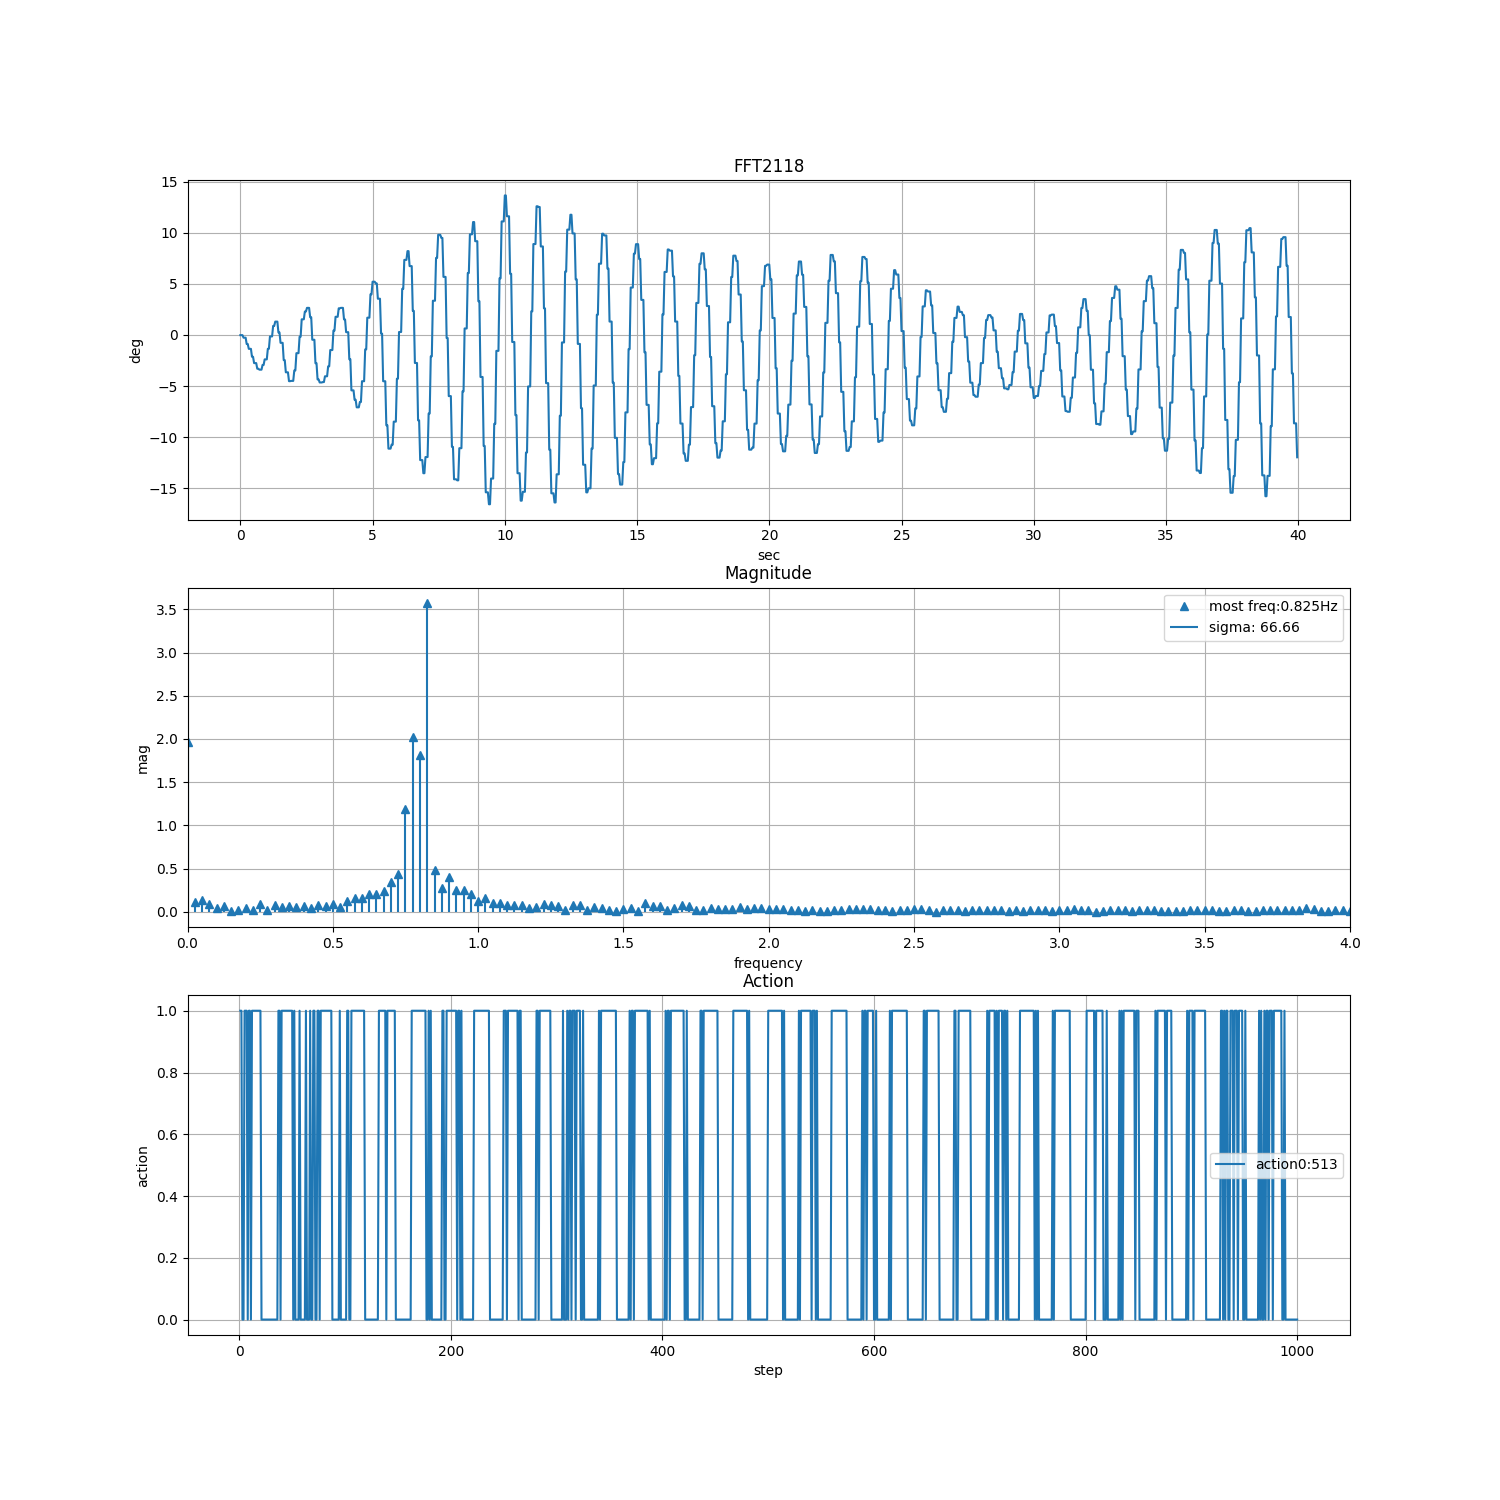 FFT2118
15
10
5
0
−5
−10
−15
deg
0 5 10 15 20 25 30 35 40
sec
Magnitude
most freq:0.825Hz
sigma: 66.66
3.5
3.0
2.5
2.0
1.5
1.0
0.5
0.0
mag
0.0 0.5 1.0 1.5 2.0 2.5 3.0 3.5 4.0
frequency
Action
1.0
0.8
0.6
0.4
0.2
0.0
action
action0:513
0 200 400 600 800 1000
step